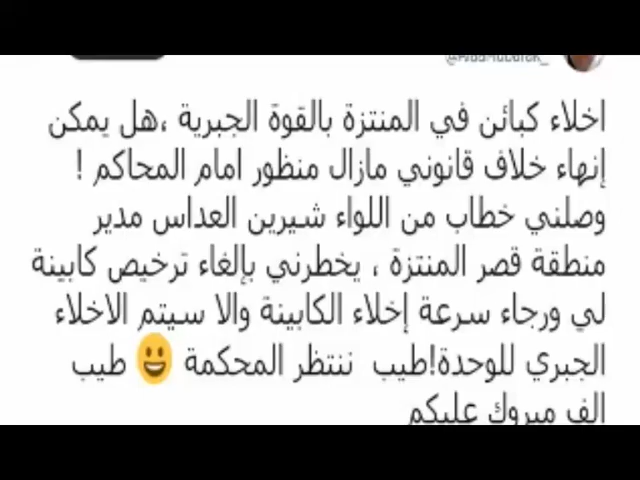 اخلاء كبائن في المنتزة بالقوة الجبرية ،هل يمكن
إنهاء خلاف قانوني مازال منظور امام المحاكم !
وصلني خطاب من اللواء شيرين العداس مدير
منطقة قصر المنتزة ، يخطرني بإلغاء ترخيص كابينة
لي ورجاء سرعة إخلاء الكابينة والا سيتم الاخلاء
الجبري للوحدة!طيب ننتظر المحكمة 😀 طيب
الف مبروك عليكم